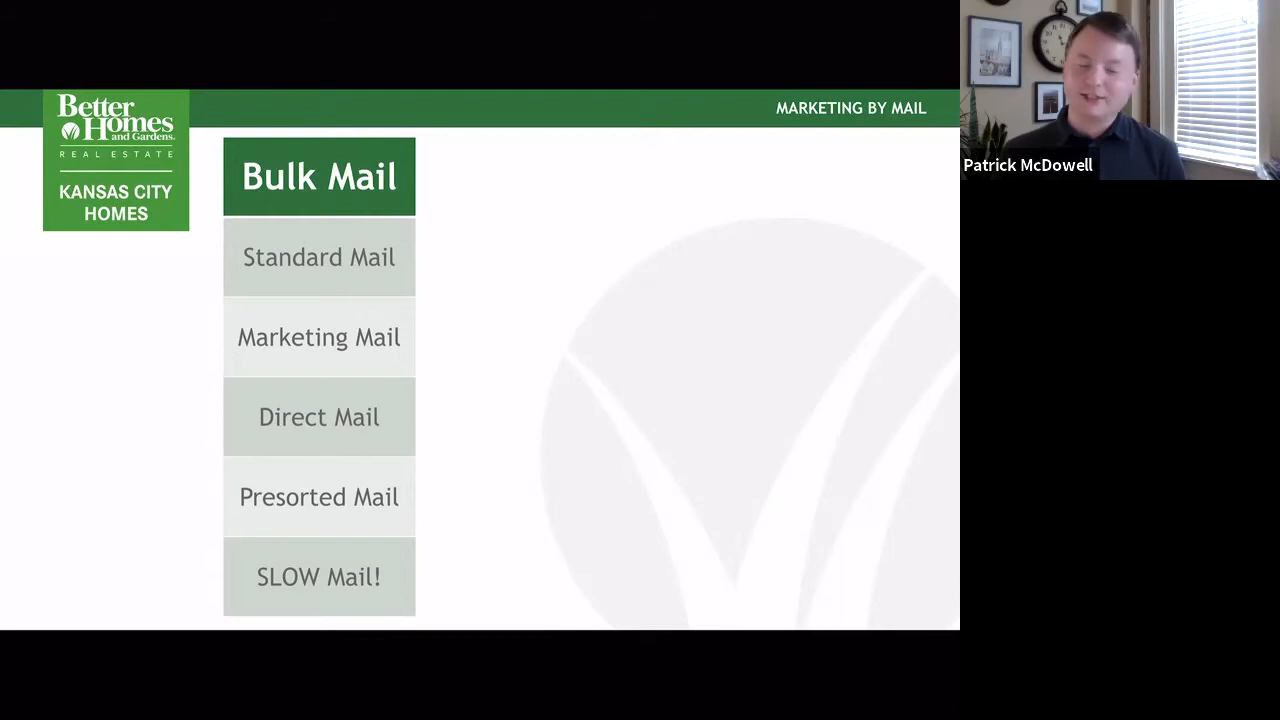 Better
Homes
and Gardens.
REAL ESTATE
KANSAS CITY
HOMES
MARKETING BY MAIL
Bulk Mail
Standard Mail
Marketing Mail
Direct Mail
Presorted Mail
SLOW Mail!
Patrick McDowell